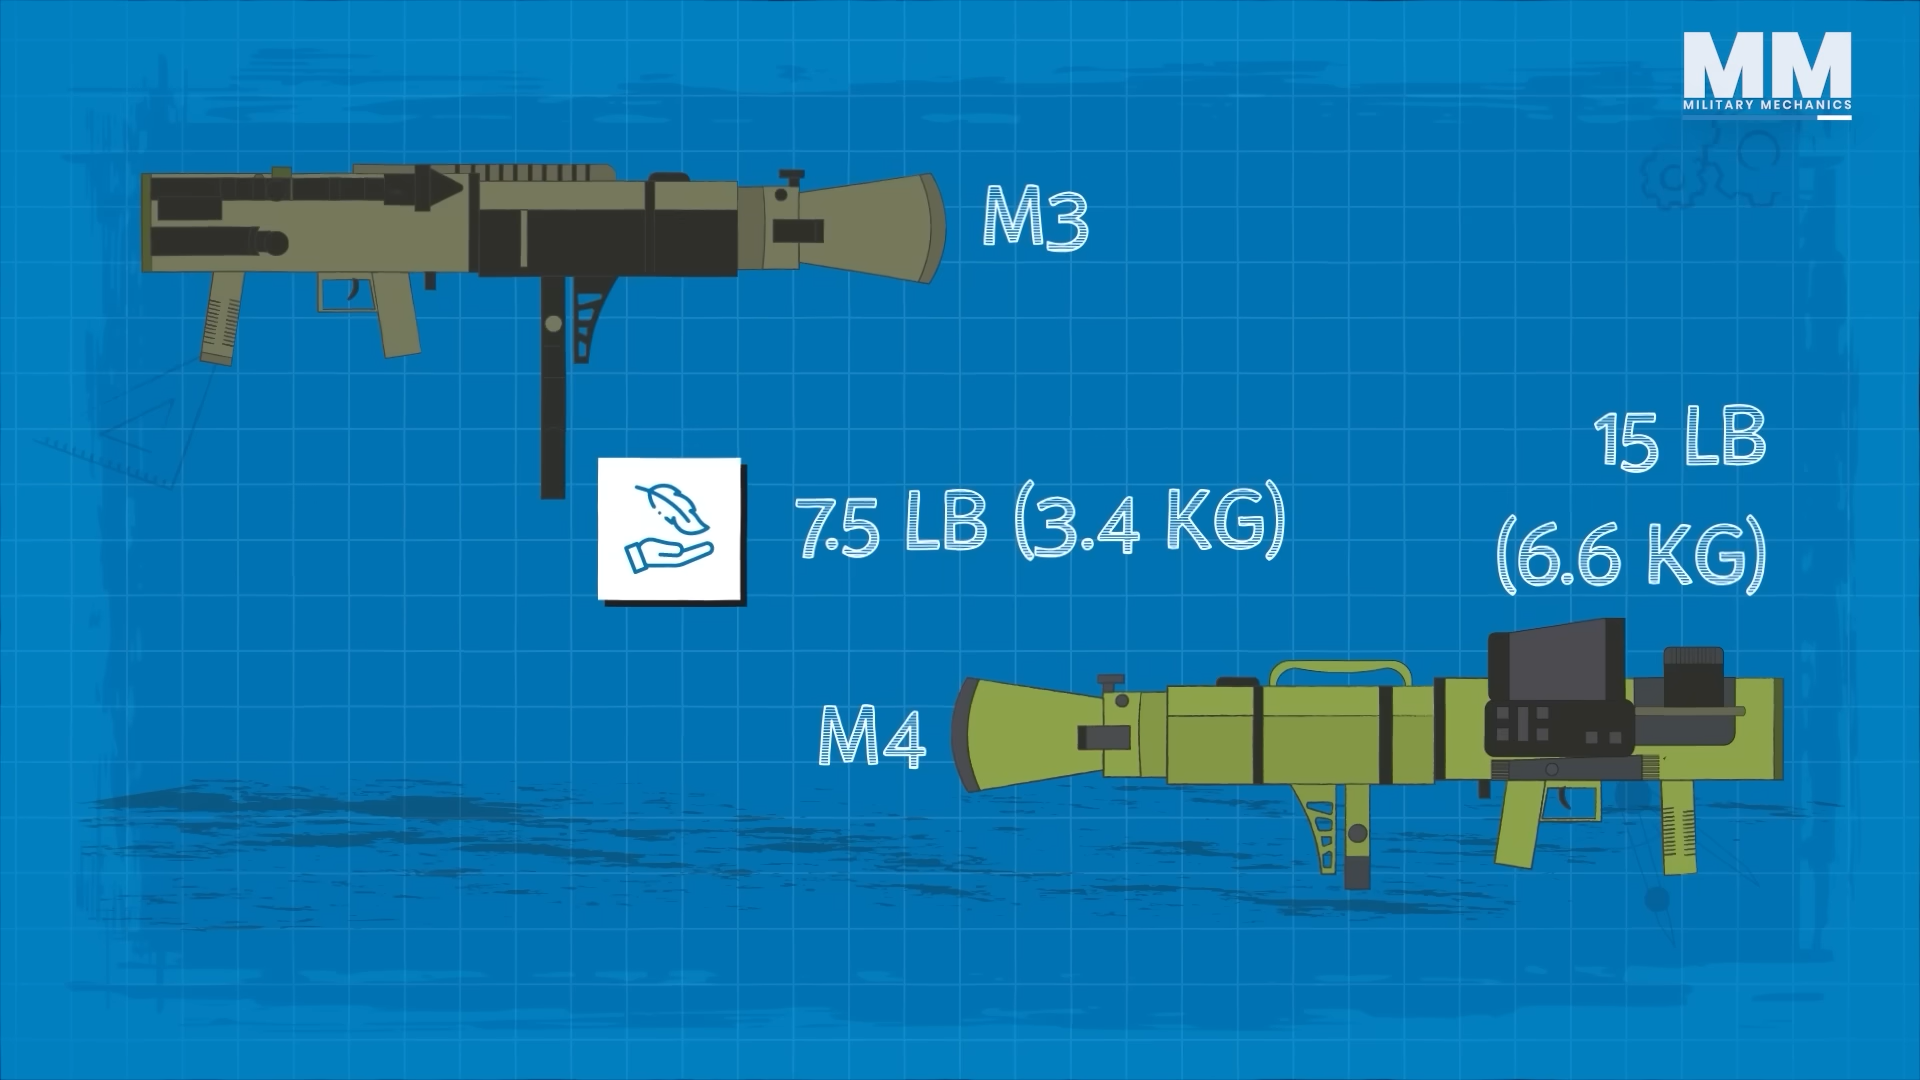 MM
MILITARY MECHANICS
M3
15 LB
(6.6 KG)
7.5 LB (3.4 KG)
M4